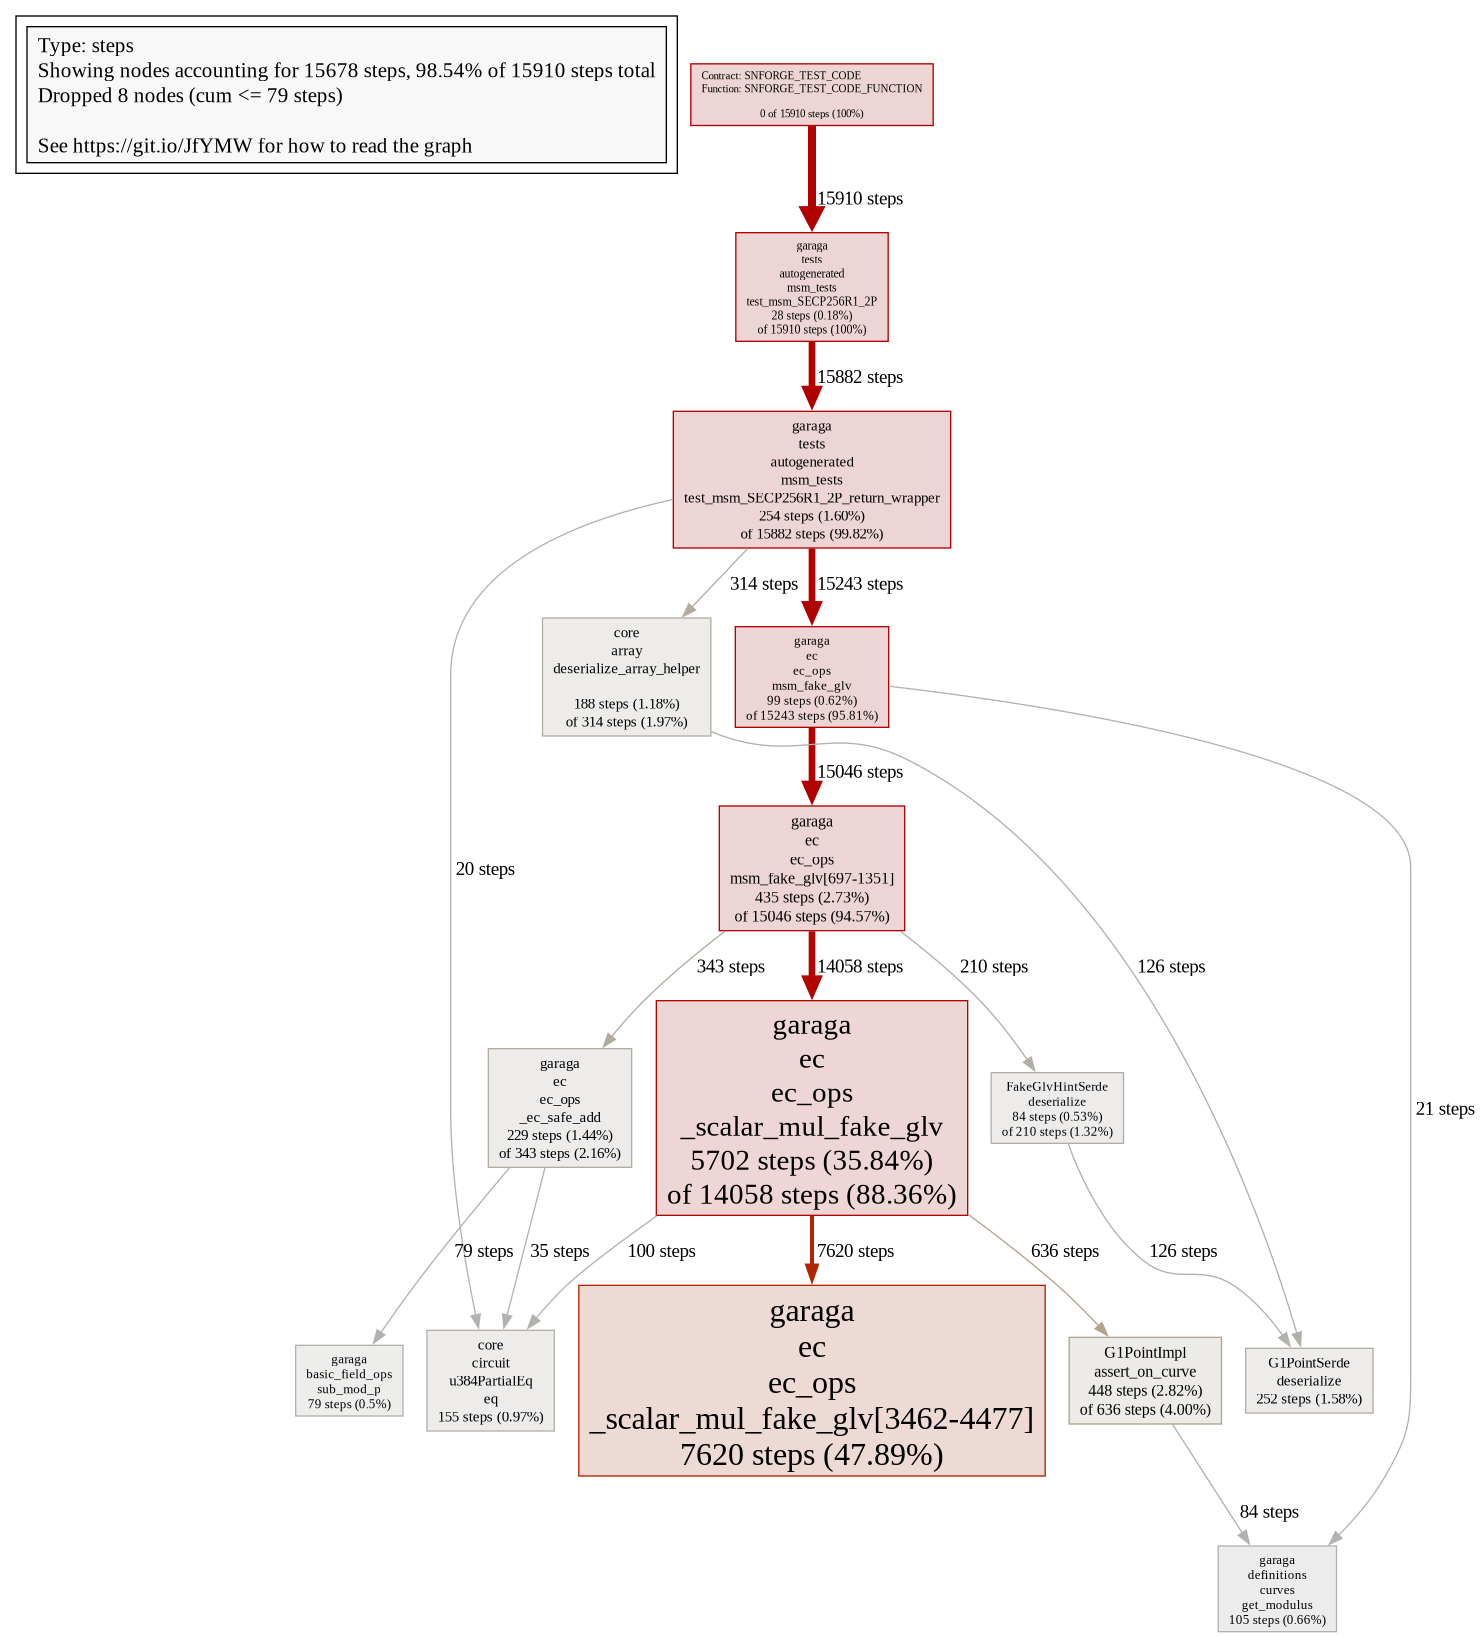 Type: steps
Showing nodes accounting for 15678 steps, 98.54% of 15910 steps total
Dropped 8 nodes (cum <= 79 steps)
See https://git.io/JfYMW for how to read the graph
Contract: SNFORGE_TEST_CODE
Function: SNFORGE_TEST_CODE_FUNCTION
0 of 15910 steps (100%)
15910 steps
garaga
tests
autogenerated
msm_tests
test_msm_SECP256R1_2P
28 steps (0.18%)
of 15910 steps (100%)
15882 steps
garaga
tests
autogenerated
msm_tests
test_msm_SECP256R1_2P_return_wrapper
254 steps (1.60%)
of 15882 steps (99.82%)
314 steps
15243 steps
core
array
deserialize_array_helper
188 steps (1.18%)
of 314 steps (1.97%)
garaga
ec
ec_ops
msm_fake_glv
99 steps (0.62%)
of 15243 steps (95.81%)
15046 steps
20 steps
garaga
ec
ec_ops
msm_fake_glv[697-1351]
435 steps (2.73%)
of 15046 steps (94.57%)
343 steps
14058 steps
210 steps
126 steps
garaga
ec
ec_ops
_ec_safe_add
229 steps (1.44%)
of 343 steps (2.16%)
garaga
ec
ec_ops
_scalar_mul_fake_glv
5702 steps (35.84%)
of 14058 steps (88.36%)
FakeGlvHintSerde
deserialize
84 steps (0.53%)
of 210 steps (1.32%)
21 steps
79 steps
35 steps
100 steps
7620 steps
636 steps
126 steps
garaga
basic_field_ops
sub_mod_p
79 steps (0.5%)
core
circuit
u384PartialEq
eq
155 steps (0.97%)
garaga
ec
ec_ops
_scalar_mul_fake_glv[3462-4477]
7620 steps (47.89%)
G1PointImpl
assert_on_curve
448 steps (2.82%)
of 636 steps (4.00%)
G1PointSerde
deserialize
252 steps (1.58%)
84 steps
garaga
definitions
curves
get_modulus
105 steps (0.66%)